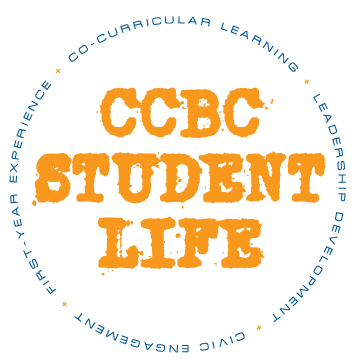 CO-CURRICULAR LEARNING
LEADERSHIP DEVELOPMENT
CIVIC ENGAGEMENT
FIRST-YEAR EXPERIENCE
CCBC
STUDENT
LIFE